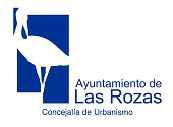 Ayuntamiento de
Las Rozas
Concejalía de Urbanismo